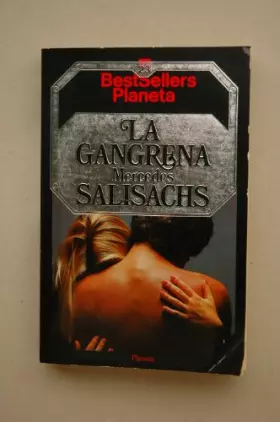 BestSellers
Planeta
LA
GANGRENA
Mercedes
SALISACHS
Planeta